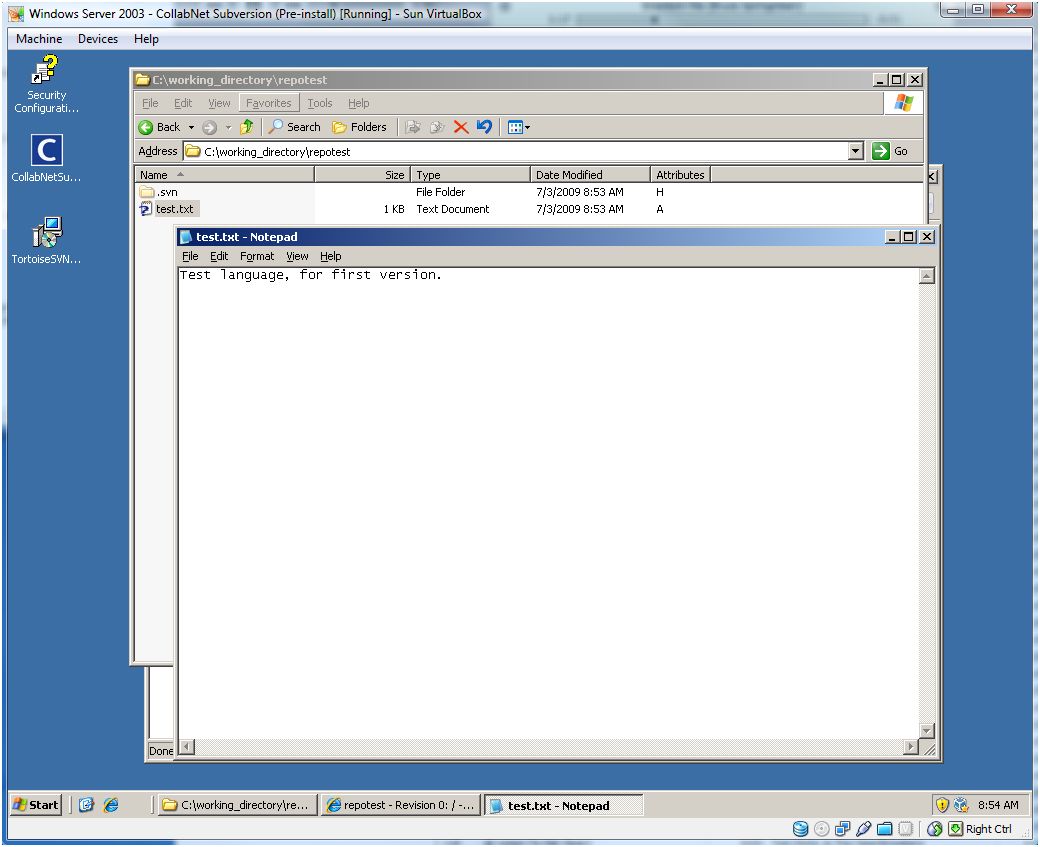 Windows Server 2003 - CollabNet Subversion (Pre-install) [Running] - Sun VirtualBox
Machine Devices Help
Security
Configurati...
CollabNetSu...
TortoiseSVN...
C:\working_directory\repotest
File Edit View Favorites Tools Help
Back Search Folders
Address C:\working_directory\repotest Go
Name Size Type Date Modified Attributes
.svn File Folder 7/3/2009 8:53 AM H
test.txt 1 KB Text Document 7/3/2009 8:53 AM A
test.txt - Notepad
File Edit Format View Help
Test language, for first version.
Done
Start C:\working_directory\re... repotest - Revision 0: / -... test.txt - Notepad 8:54 AM
Right Ctrl